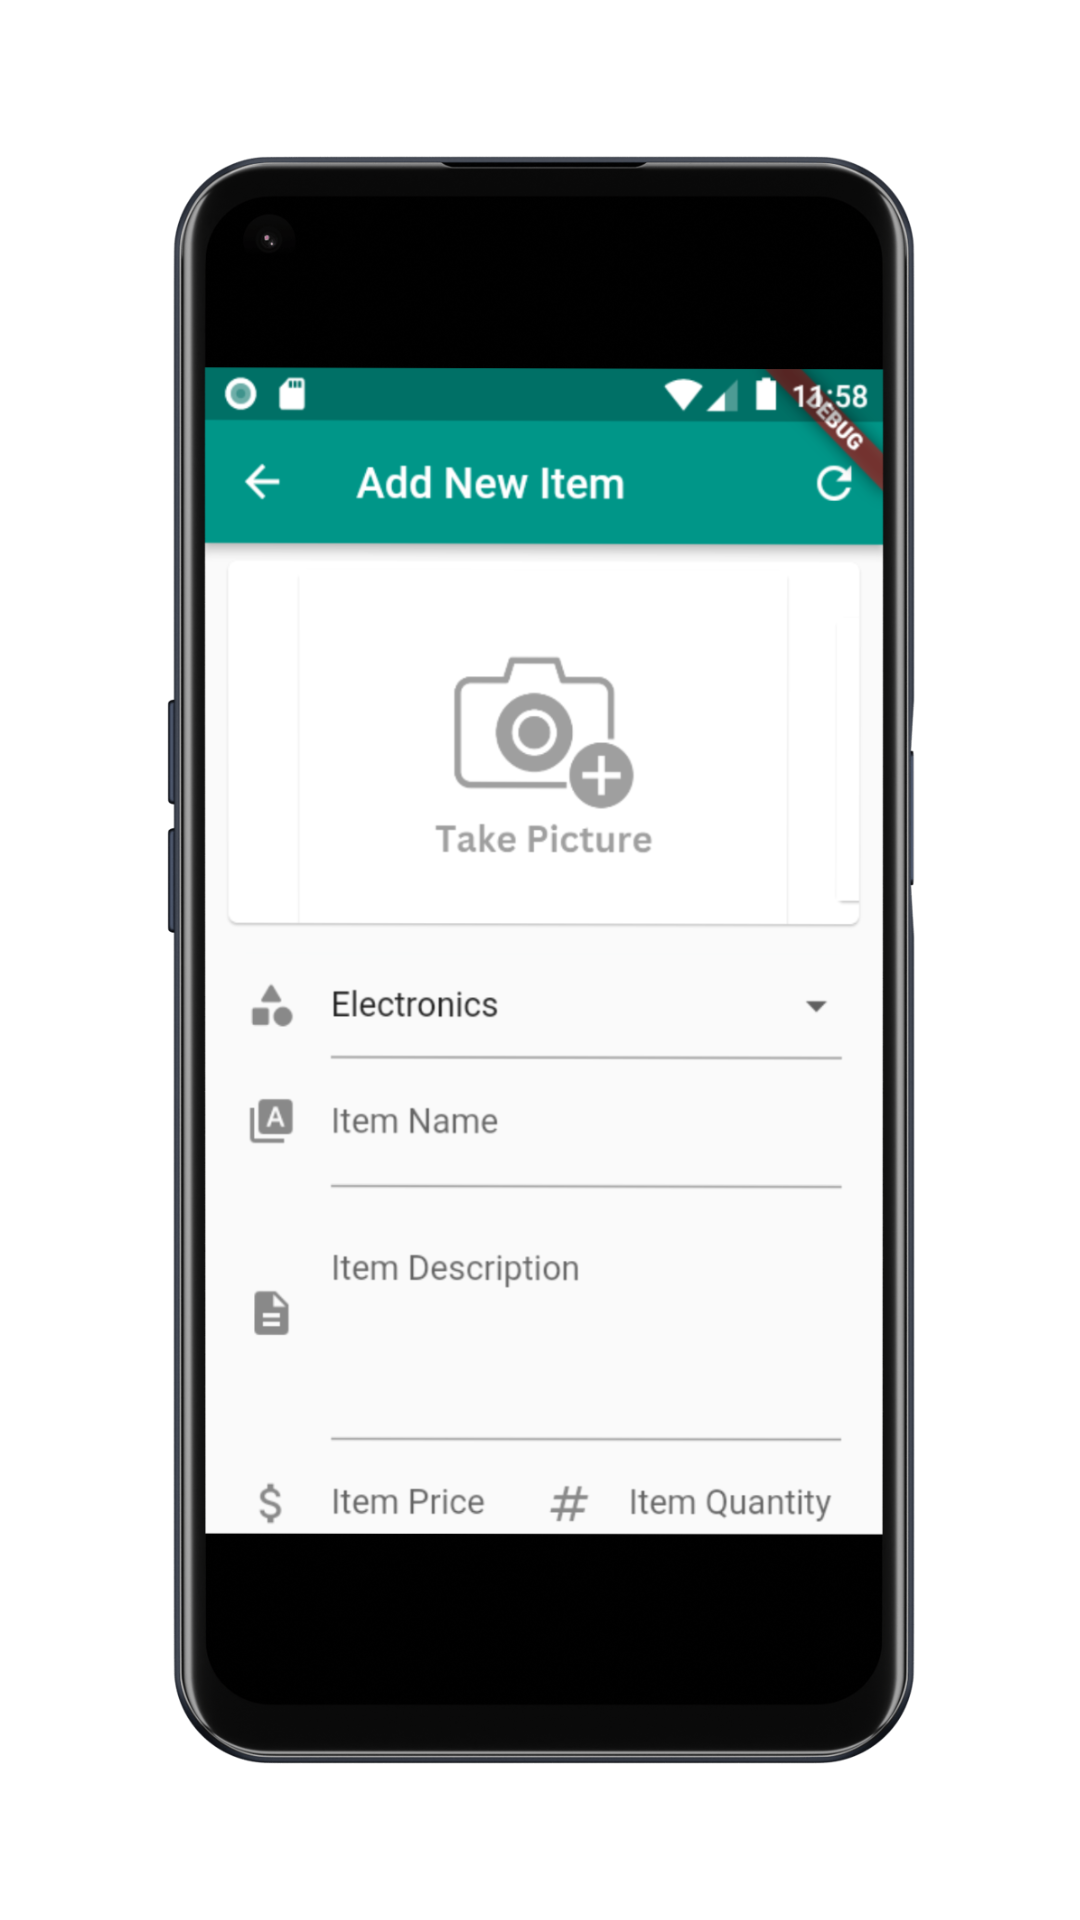 11:58
DEBUG
Add New Item
Take Picture
Electronics
A Item Name
Item Description
$ Item Price # Item Quantity